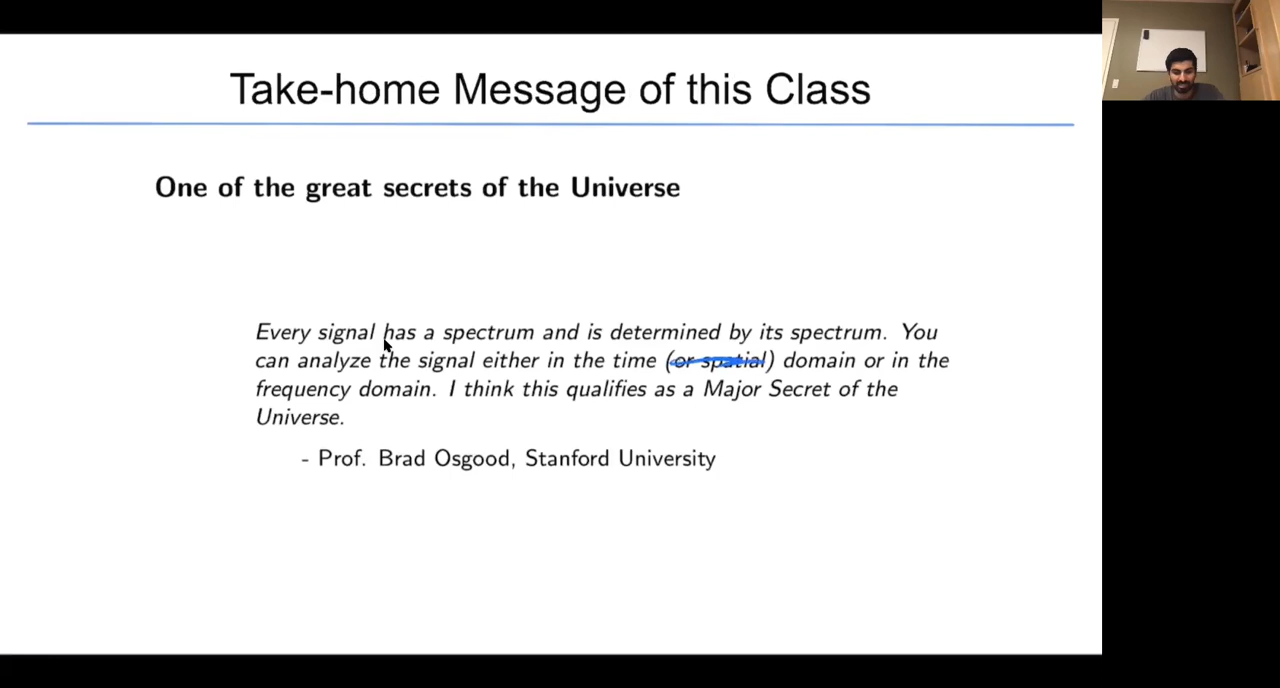 Take-home Message of this Class
One of the great secrets of the Universe
Every signal has a spectrum and is determined by its spectrum. You
can analyze the signal either in the time (or spatial) domain or in the
frequency domain. I think this qualifies as a Major Secret of the
Universe.
- Prof. Brad Osgood, Stanford University